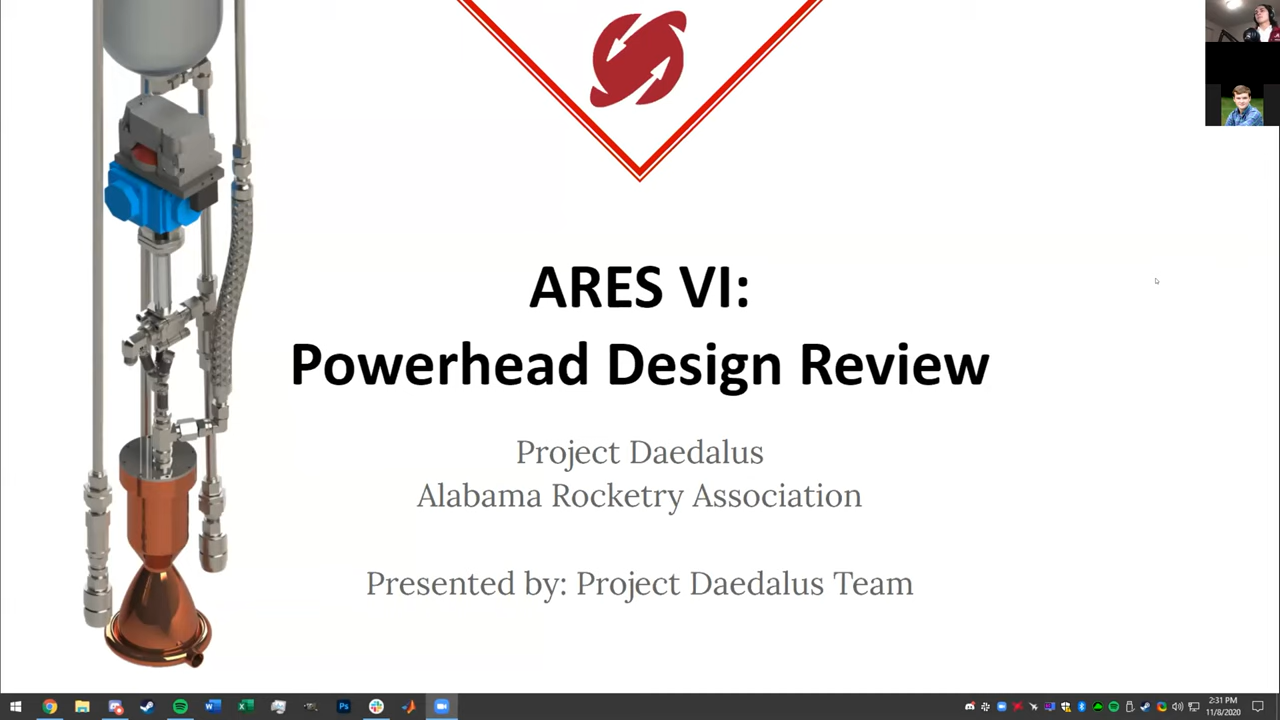 ARES VI:
Powerhead Design Review
Project Daedalus
Alabama Rocketry Association
Presented by: Project Daedalus Team
2:31 PM
11/8/2020